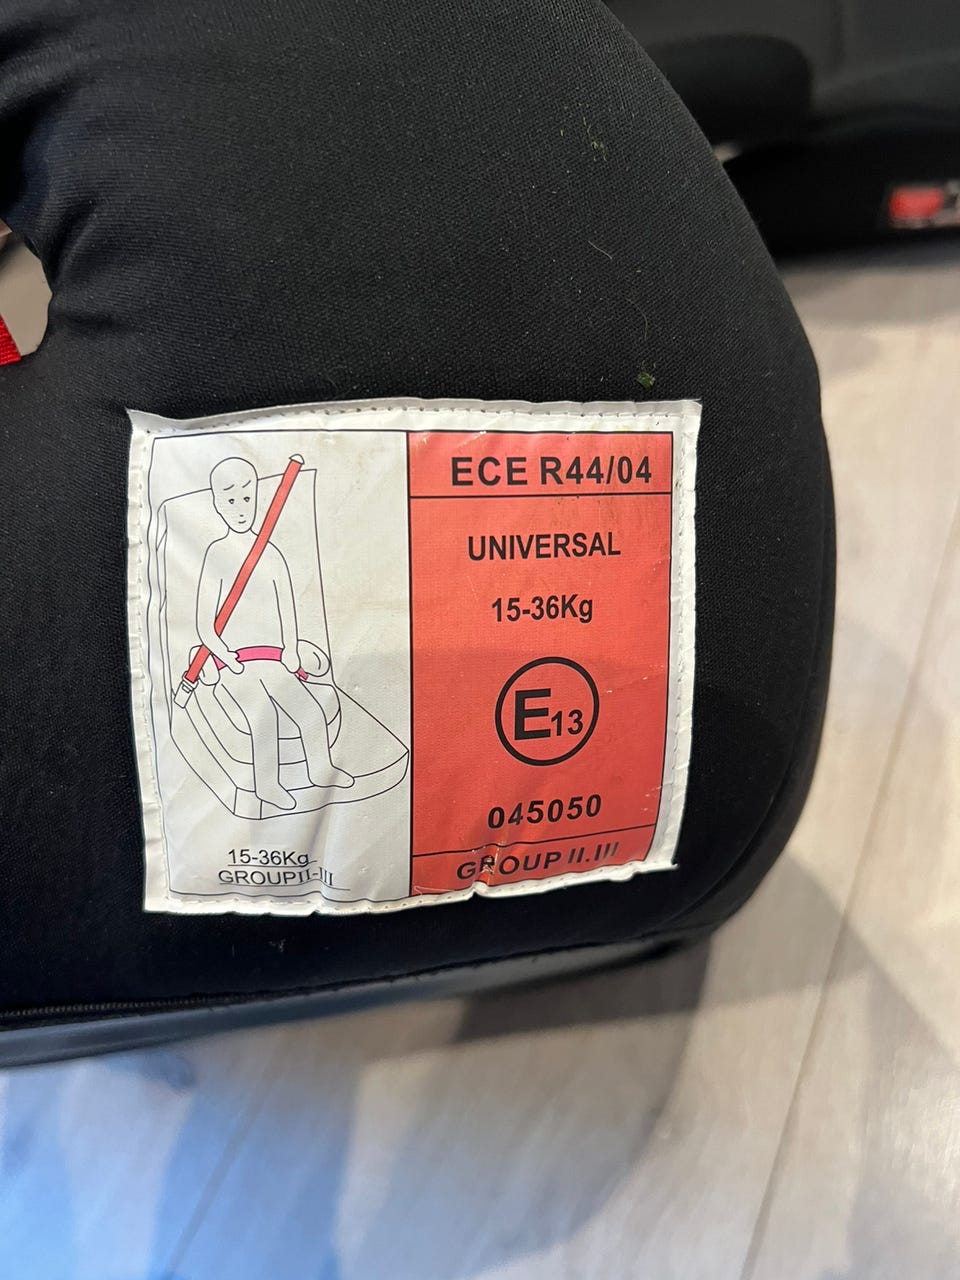 ECE R44/04
UNIVERSAL
15-36Kg
E13
045050
GROUP II.III
15-36Kg
GROUPII-III